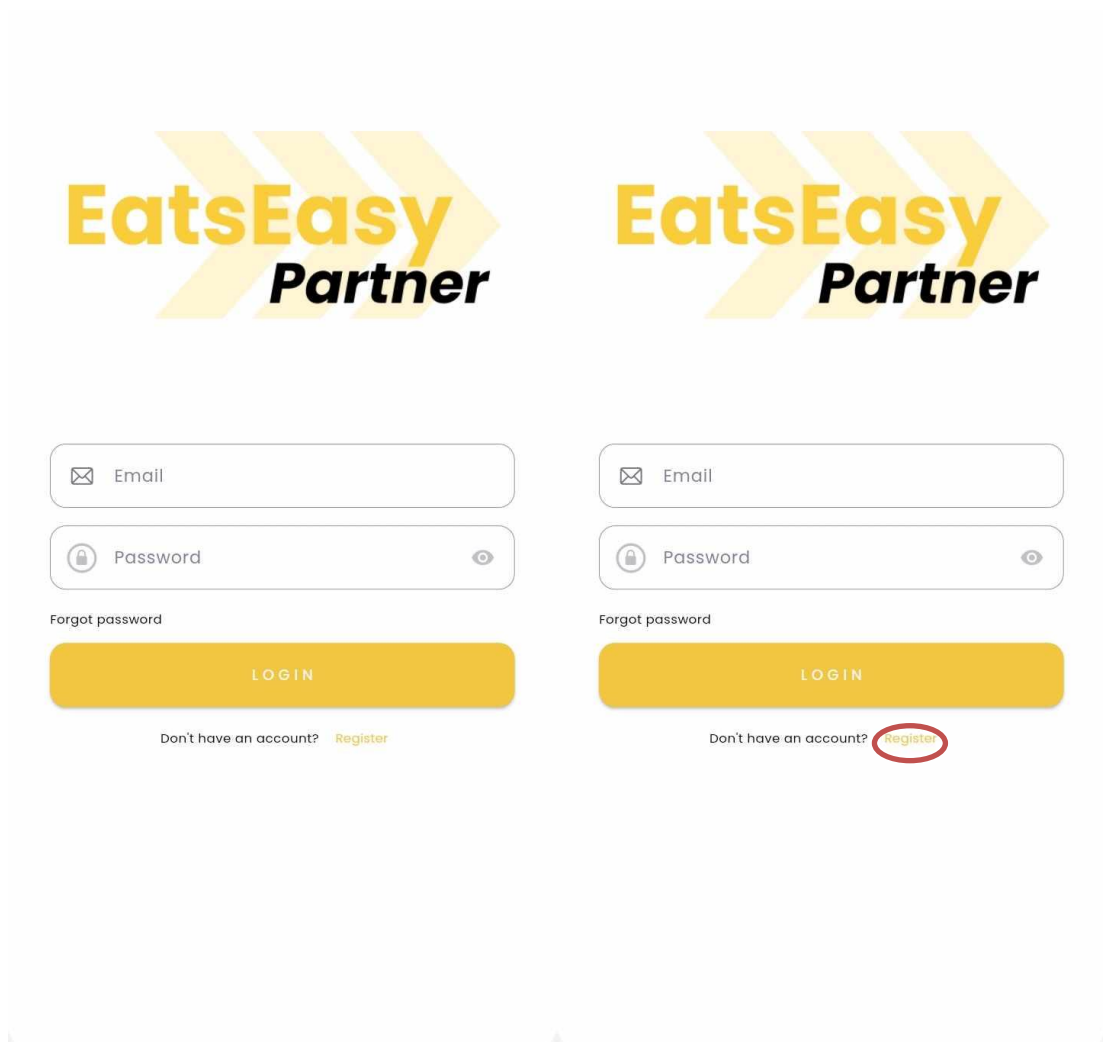 EatsEasy
Partner
Email
Password
Forgot password
LOGIN
Don't have an account? Register
EatsEasy
Partner
Email
Password
Forgot password
LOGIN
Don't have an account? Register